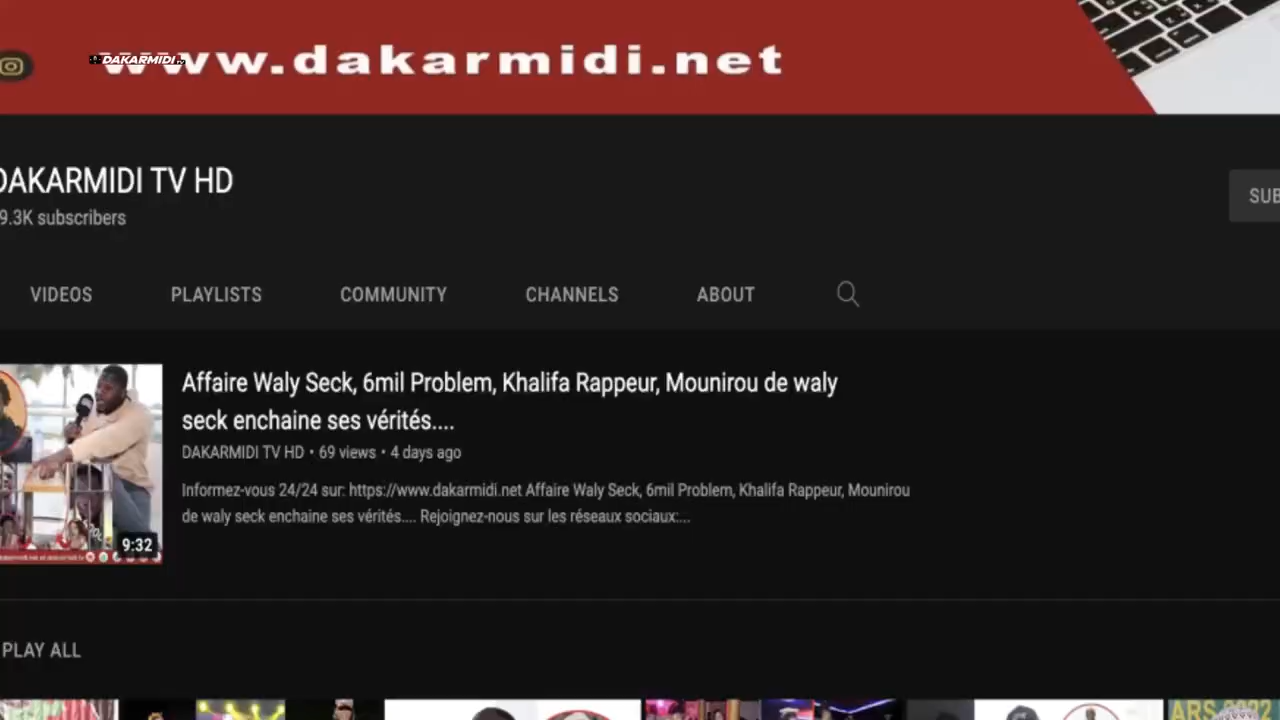 www.dakarmidi.net
DAKARMIDI
DAKARMIDI TV HD
9.3K subscribers
SUB
VIDEOS
PLAYLISTS
COMMUNITY
CHANNELS
ABOUT
Affaire Waly Seck, 6mil Problem, Khalifa Rappeur, Mounirou de waly
seck enchaine ses vérités....
DAKARMIDI TV HD • 69 views • 4 days ago
Informez-vous 24/24 sur: https://www.dakarmidi.net Affaire Waly Seck, 6mil Problem, Khalifa Rappeur, Mounirou
de waly seck enchaine ses vérités.... Rejoignez-nous sur les réseaux sociaux:...
9:32
PLAY ALL